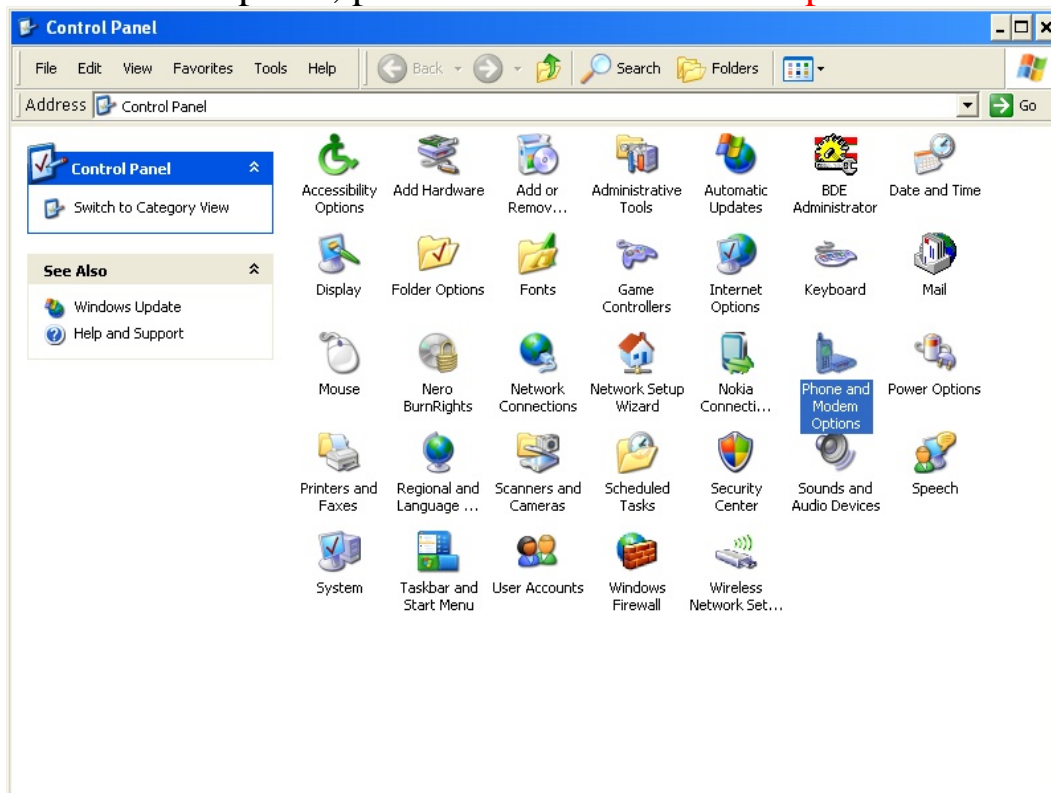 Control Panel
File Edit View Favorites Tools Help Back Search Folders
Address Control Panel Go
Control Panel
Switch to Category View
See Also
Windows Update
Help and Support
Accessibility Options
Add Hardware
Add or Remov...
Administrative Tools
Automatic Updates
BDE Administrator
Date and Time
Display
Folder Options
Fonts
Game Controllers
Internet Options
Keyboard
Mail
Mouse
Nero BurnRights
Network Connections
Network Setup Wizard
Nokia Connecti...
Phone and Modem Options
Power Options
Printers and Faxes
Regional and Language ...
Scanners and Cameras
Scheduled Tasks
Security Center
Sounds and Audio Devices
Speech
System
Taskbar and Start Menu
User Accounts
Windows Firewall
Wireless Network Set...